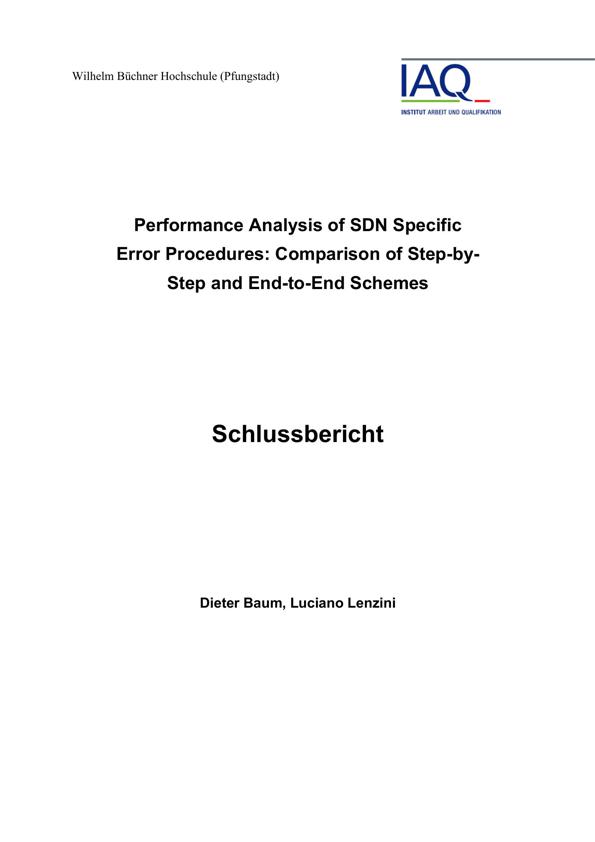 Wilhelm Büchner Hochschule (Pfungstadt)
IAQ
INSTITUT ARBEIT UND QUALIFIKATION
Performance Analysis of SDN Specific
Error Procedures: Comparison of Step-by-
Step and End-to-End Schemes
Schlussbericht
Dieter Baum, Luciano Lenzini